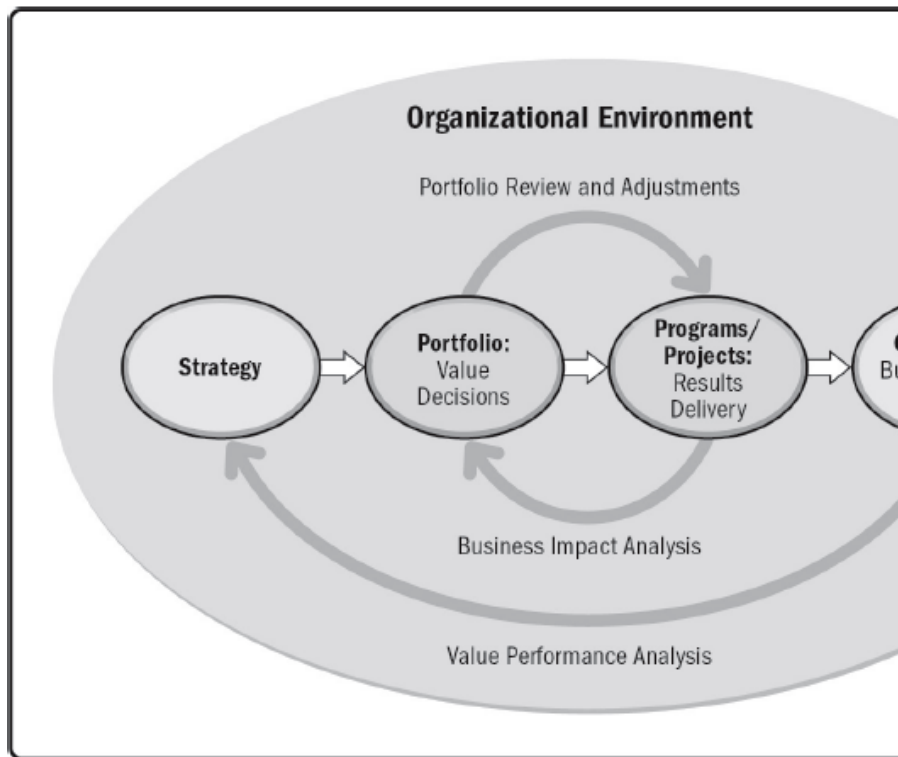 Organizational Environment
Portfolio Review and Adjustments
Strategy
Portfolio:
Value
Decisions
Programs/
Projects:
Results
Delivery
Business Impact Analysis
Value Performance Analysis